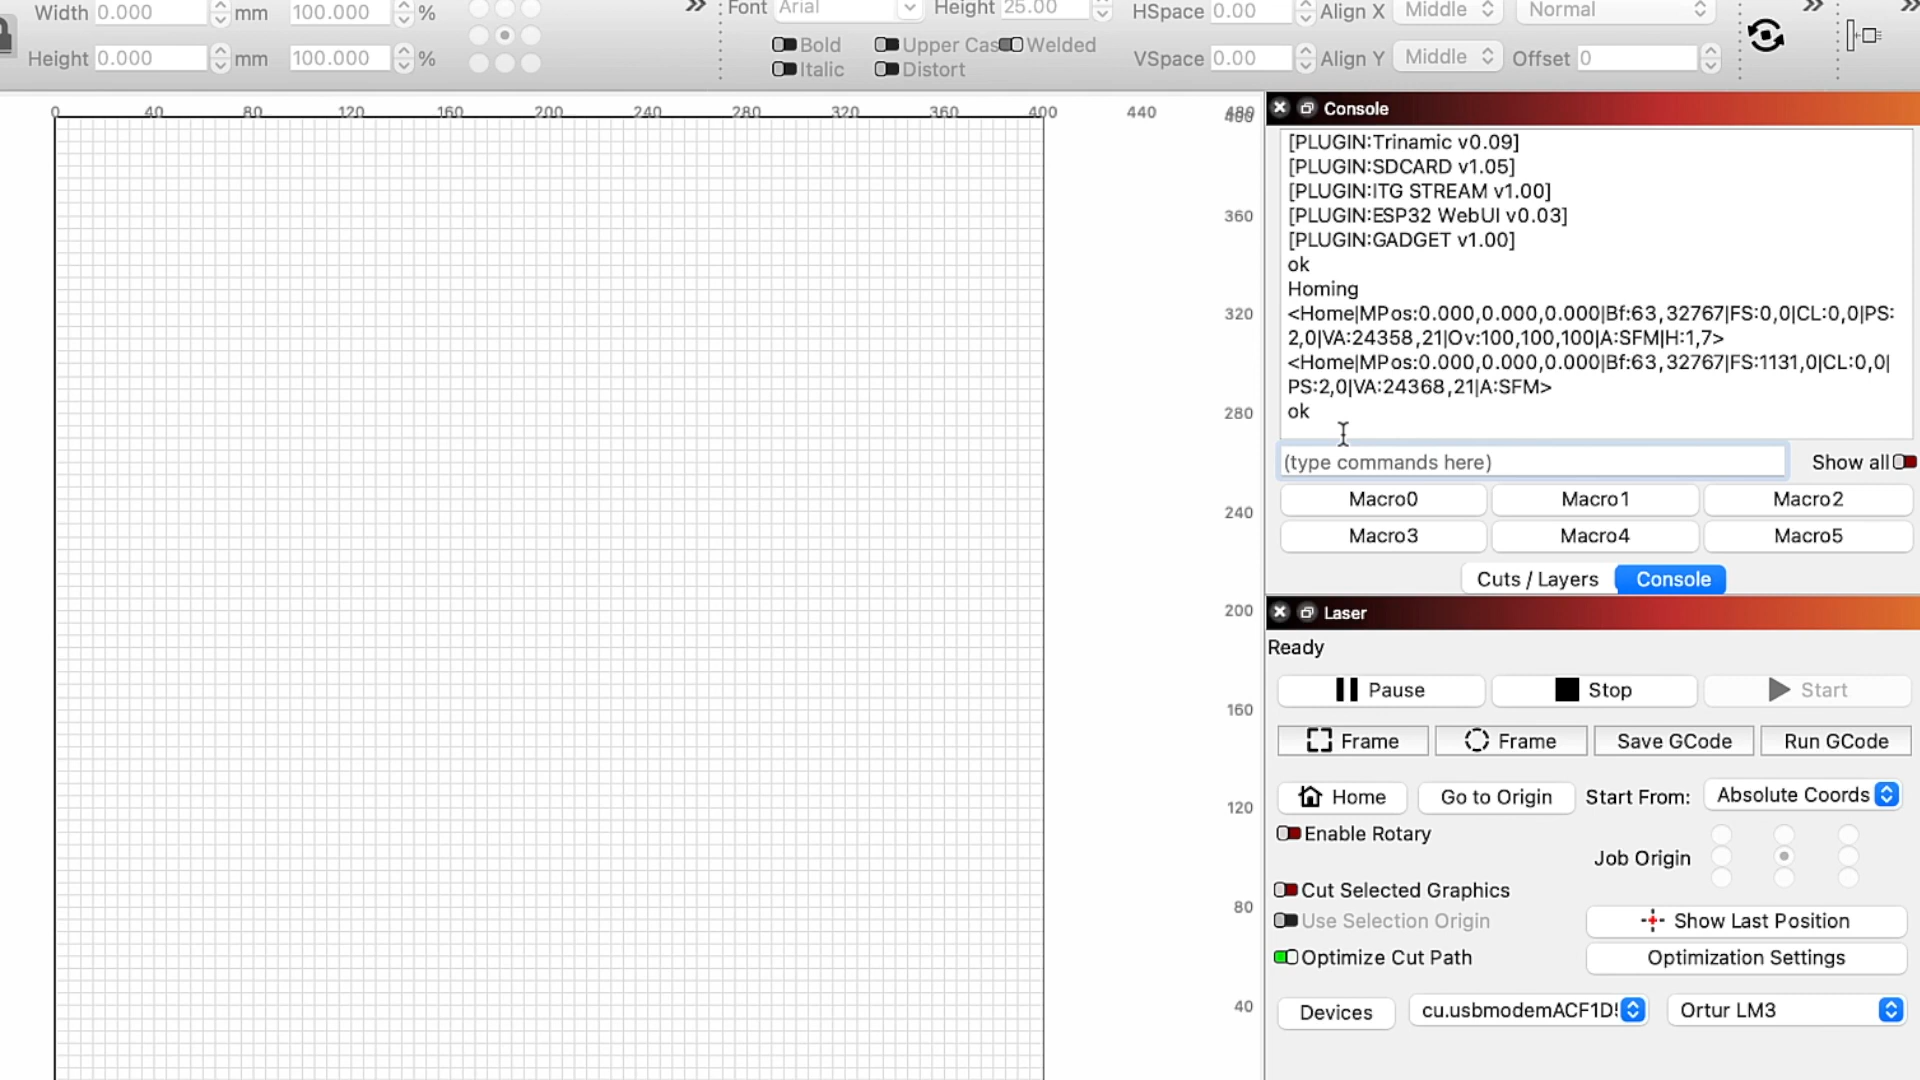 Width 0.000 mm 100.000 %
Height 0.000 mm 100.000 %
Font Arial Height 25.00
Bold Upper Cas Welded
Italic Distort
HSpace 0.00 Align X Middle Normal
VSpace 0.00 Align Y Middle Offset 0
0 40 80 120 160 200 240 280 320 360 400 440 480
360
320
280
240
200
160
120
80
40
Console
[PLUGIN:Trinamic v0.09]
[PLUGIN:SDCARD v1.05]
[PLUGIN:ITG STREAM v1.00]
[PLUGIN:ESP32 WebUI v0.03]
[PLUGIN:GADGET v1.00]
ok
Homing
<Home|MPos:0.000,0.000,0.000|Bf:63,32767|FS:0,0|CL:0,0|PS:
2,0|VA:24358,21|Ov:100,100,100|A:SFM|H:1,7>
<Home|MPos:0.000,0.000,0.000|Bf:63,32767|FS:1131,0|CL:0,0|
PS:2,0|VA:24368,21|A:SFM>
ok
(type commands here) Show all
Macro0 Macro1 Macro2
Macro3 Macro4 Macro5
Cuts / Layers Console
Laser
Ready
Pause Stop Start
Frame Frame Save GCode Run GCode
Home Go to Origin Start From: Absolute Coords
Enable Rotary
Job Origin
Cut Selected Graphics
Use Selection Origin Show Last Position
Optimize Cut Path Optimization Settings
Devices cu.usbmodemACF1D! Ortur LM3